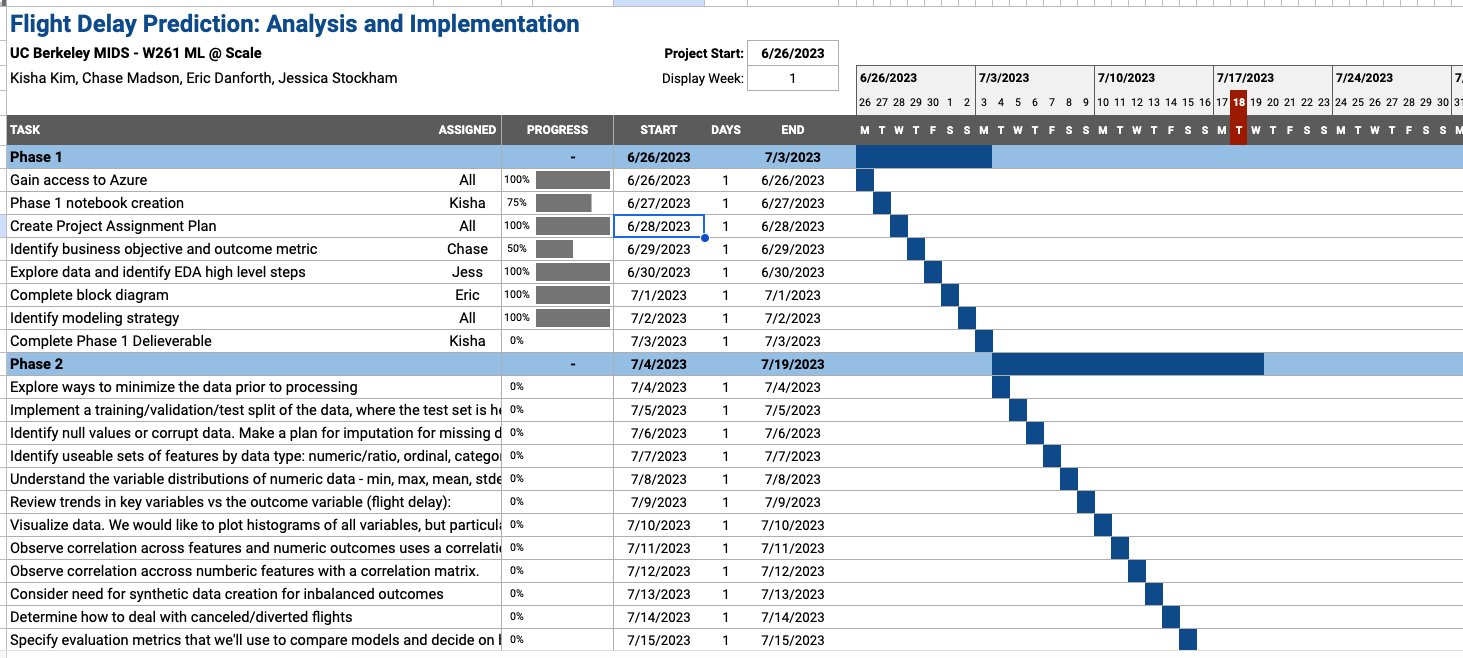 Flight Delay Prediction: Analysis and Implementation
UC Berkeley MIDS - W261 ML @ Scale Project Start: 6/26/2023
Kisha Kim, Chase Madson, Eric Danforth, Jessica Stockham Display Week: 1 6/26/2023 7/3/2023 7/10/2023 7/17/2023 7/24/2023 7/
26 27 28 29 30 1 2 3 4 5 6 7 8 9 10 11 12 13 14 15 16 17 18 19 20 21 22 23 24 25 26 27 28 29 30 31
TASK ASSIGNED PROGRESS START DAYS END M T W T F S S M T W T F S S M T W T F S S M T W T F S S M T W T F S S M
Phase 1 - 6/26/2023 7/3/2023
Gain access to Azure All 100% 6/26/2023 1 6/26/2023
Phase 1 notebook creation Kisha 75% 6/27/2023 1 6/27/2023
Create Project Assignment Plan All 100% 6/28/2023 1 6/28/2023
Identify business objective and outcome metric Chase 50% 6/29/2023 1 6/29/2023
Explore data and identify EDA high level steps Jess 100% 6/30/2023 1 6/30/2023
Complete block diagram Eric 100% 7/1/2023 1 7/1/2023
Identify modeling strategy All 100% 7/2/2023 1 7/2/2023
Complete Phase 1 Delieverable Kisha 0% 7/3/2023 1 7/3/2023
Phase 2 - 7/4/2023 7/19/2023
Explore ways to minimize the data prior to processing 0% 7/4/2023 1 7/4/2023
Implement a training/validation/test split of the data, where the test set is he 0% 7/5/2023 1 7/5/2023
Identify null values or corrupt data. Make a plan for imputation for missing d 0% 7/6/2023 1 7/6/2023
Identify useable sets of features by data type: numeric/ratio, ordinal, catego 0% 7/7/2023 1 7/7/2023
Understand the variable distributions of numeric data - min, max, mean, stde 0% 7/8/2023 1 7/8/2023
Review trends in key variables vs the outcome variable (flight delay): 0% 7/9/2023 1 7/9/2023
Visualize data. We would like to plot histograms of all variables, but particula 0% 7/10/2023 1 7/10/2023
Observe correlation across features and numeric outcomes uses a correlati 0% 7/11/2023 1 7/11/2023
Observe correlation accross numberic features with a correlation matrix. 0% 7/12/2023 1 7/12/2023
Consider need for synthetic data creation for inbalanced outcomes 0% 7/13/2023 1 7/13/2023
Determine how to deal with canceled/diverted flights 0% 7/14/2023 1 7/14/2023
Specify evaluation metrics that we'll use to compare models and decide on 0% 7/15/2023 1 7/15/2023